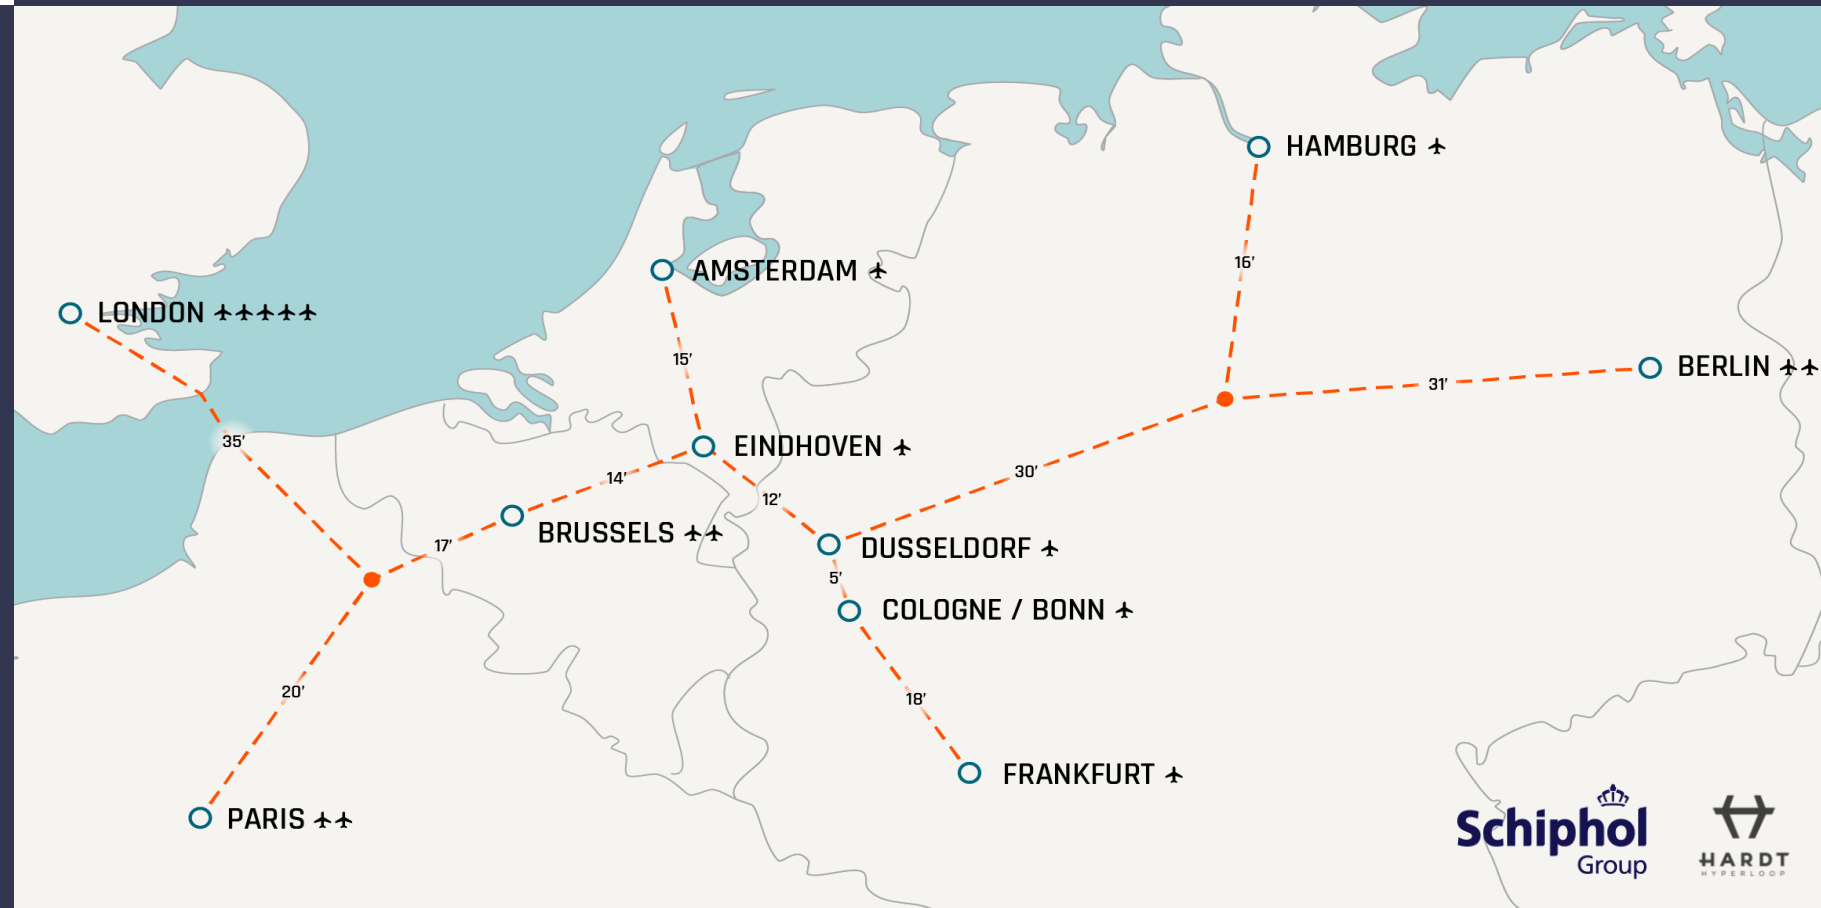 HAMBURG
16′
AMSTERDAM
LONDON
15′
BERLIN
31′
35′
EINDHOVEN
30′
14′
12′
BRUSSELS
17′
DUSSELDORF
5′
COLOGNE / BONN
20′
18′
FRANKFURT
PARIS
Schiphol
Group
HARDT
HYPERLOOP